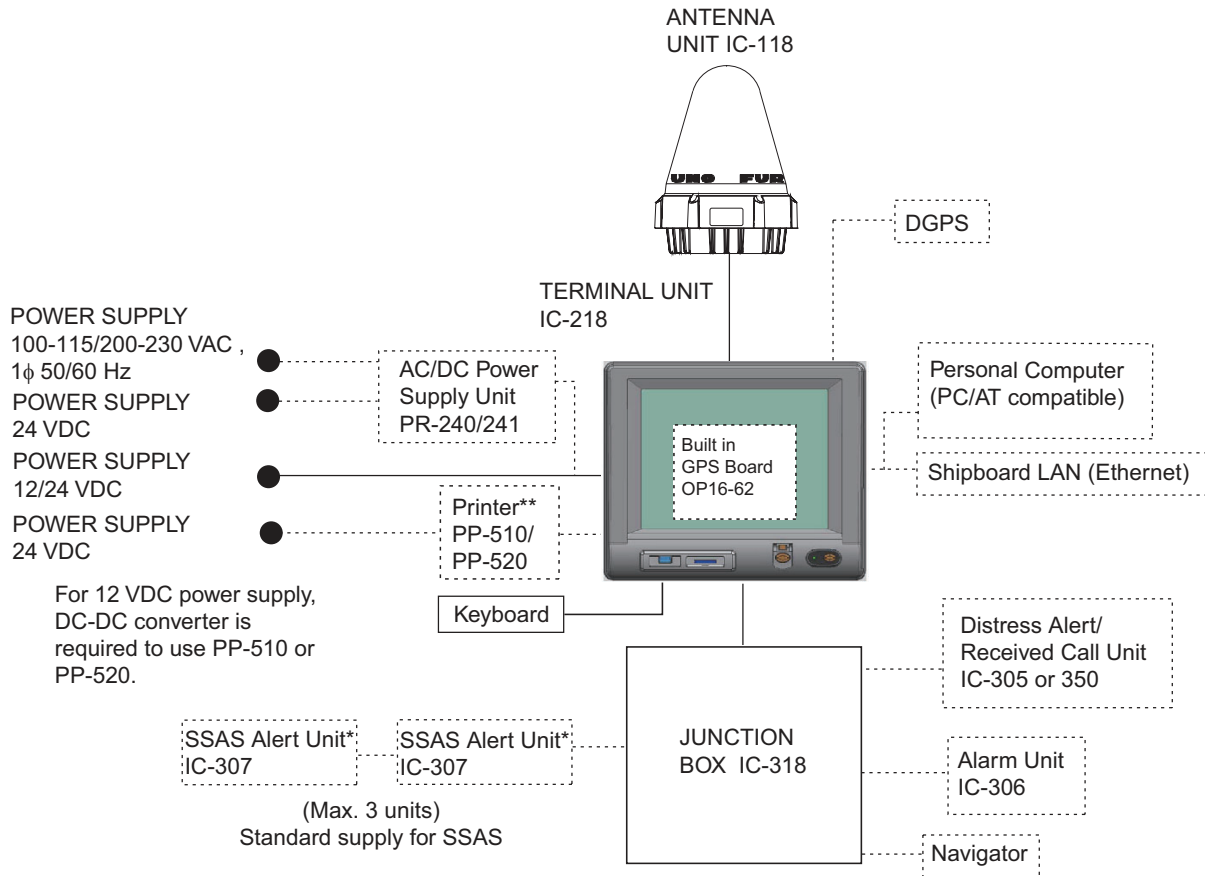 ANTENNA
UNIT IC-118
UNO FUR
DGPS
TERMINAL UNIT
IC-218
POWER SUPPLY
100-115/200-230 VAC ,
1ϕ 50/60 Hz
POWER SUPPLY
24 VDC
POWER SUPPLY
12/24 VDC
POWER SUPPLY
24 VDC
AC/DC Power
Supply Unit
PR-240/241
Printer**
PP-510/
PP-520
Built in
GPS Board
OP16-62
Personal Computer
(PC/AT compatible)
Shipboard LAN (Ethernet)
For 12 VDC power supply,
DC-DC converter is
required to use PP-510 or
PP-520.
Keyboard
Distress Alert/
Received Call Unit
IC-305 or 350
SSAS Alert Unit*
IC-307
SSAS Alert Unit*
IC-307
(Max. 3 units)
Standard supply for SSAS
JUNCTION
BOX IC-318
Alarm Unit
IC-306
Navigator